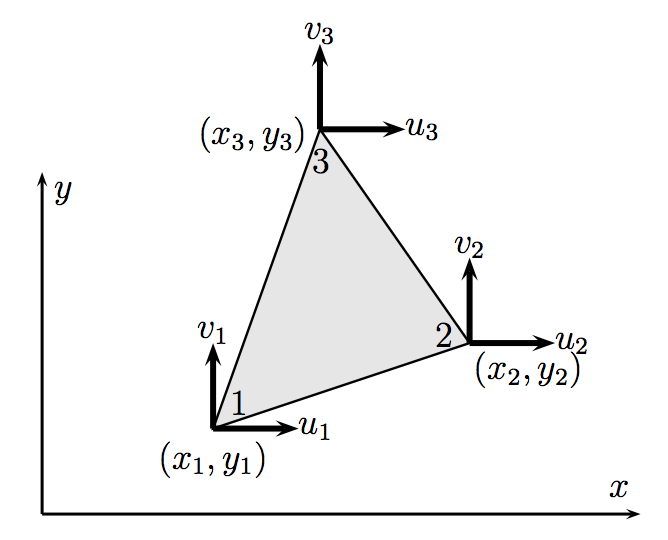 v₃
(x₃, y₃)
u₃
3
y
v₂
v₁
2
u₂
(x₂, y₂)
1
u₁
(x₁, y₁)
x